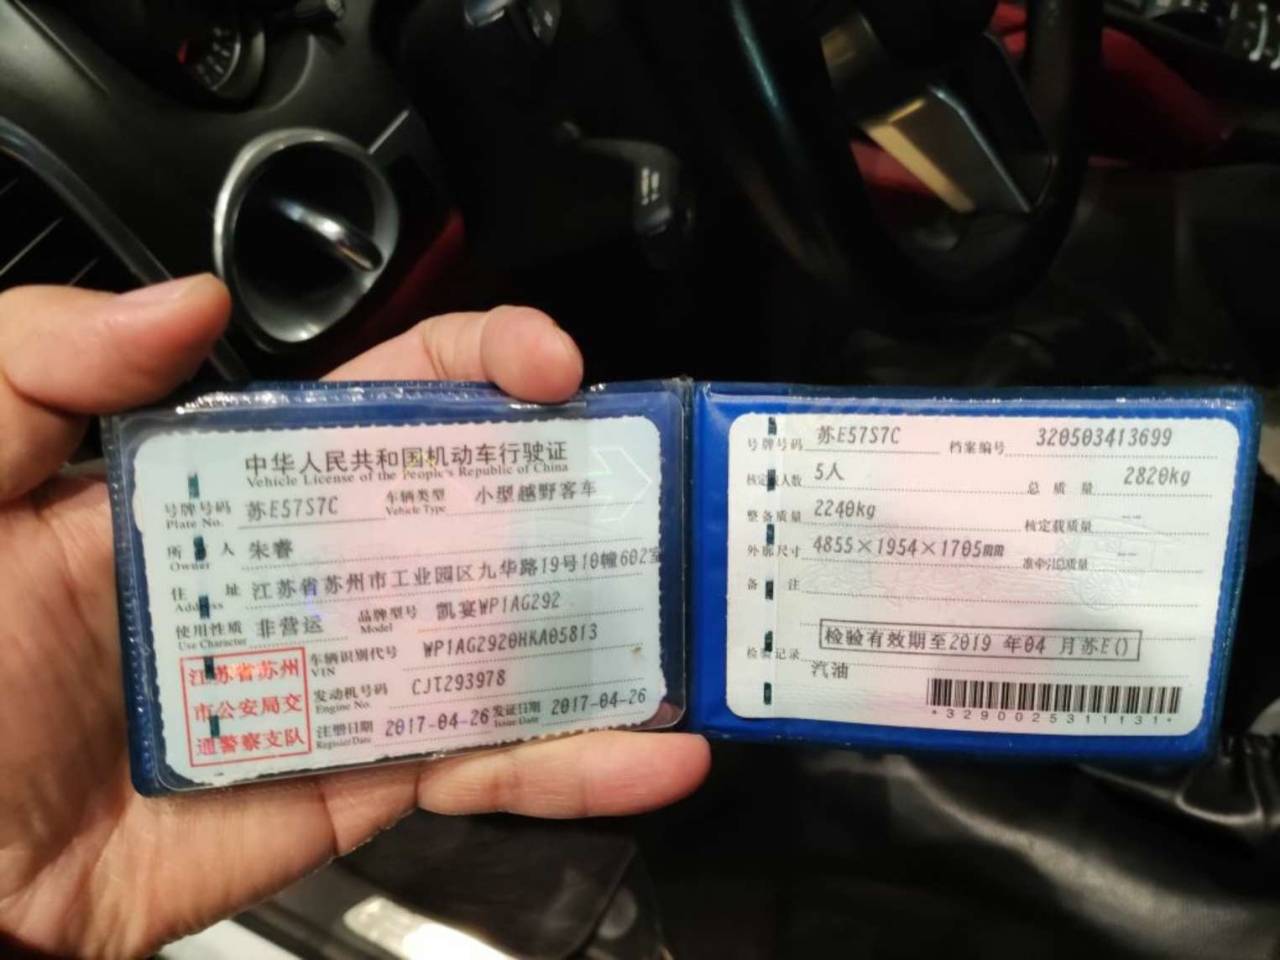 中华人民共和国机动车行驶证
Vehicle License of the People's Republic of China
号牌号码 苏E57S7C 车辆类型 小型越野客车
Plate No. Vehicle Type
所 人 朱睿
Owner
住 址 江苏省苏州市工业园区九华路19号10幢602室
Address
使用性质 非营运 品牌型号 凯宴WP1AG292
Use Character Model
江苏省苏州
市公安局交
通警察支队
车辆识别代号 WP1AG2920HKA05813
VIN
发动机号码 CJT293978
Engine No.
注册日期 2017-04-26 发证日期 2017-04-26
Register Date Issue Date
号牌号码 苏E57S7C 档案编号 320503413699
核定载人数 5人 总质量 2820kg
整备质量 2240kg 核定载质量 --
外廓尺寸 4855×1954×1705mm 准牵引总质量 --
备 注
检验有效期至2019 年04 月苏E()
检验记录
汽油
*3290025311131*